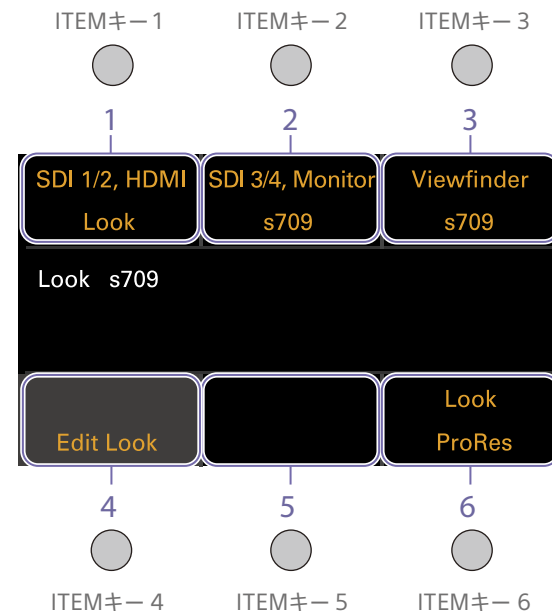 ITEMキー1 ITEMキー2 ITEMキー3
1 2 3
SDI 1/2, HDMI SDI 3/4, Monitor Viewfinder
Look s709 s709
Look s709
Look
Edit Look ProRes
4 5 6
ITEMキー4 ITEMキー5 ITEMキー6